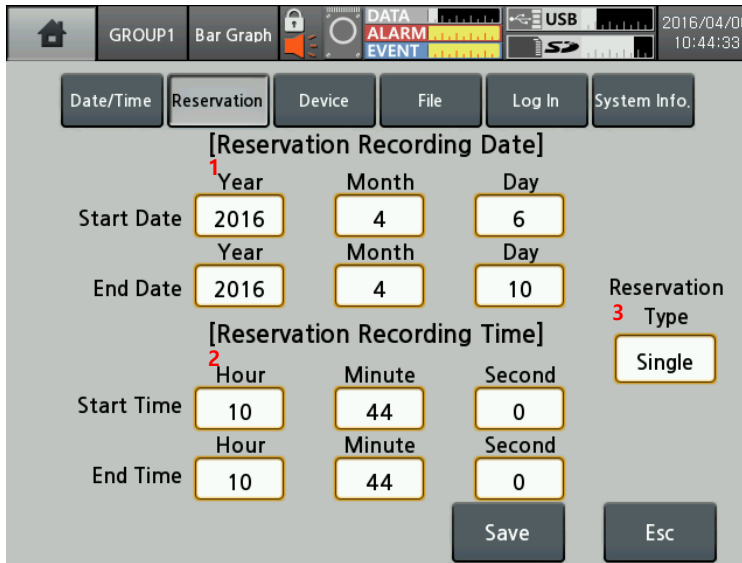 GROUP1 Bar Graph DATA ALARM EVENT USB SD 2016/04/0
10:44:33
Date/Time Reservation Device File Log In System Info.
[Reservation Recording Date]
1
Year Month Day
Start Date 2016 4 6
Year Month Day
End Date 2016 4 10
Reservation
3 Type
Single
[Reservation Recording Time]
2
Hour Minute Second
Start Time 10 44 0
Hour Minute Second
End Time 10 44 0
Save Esc